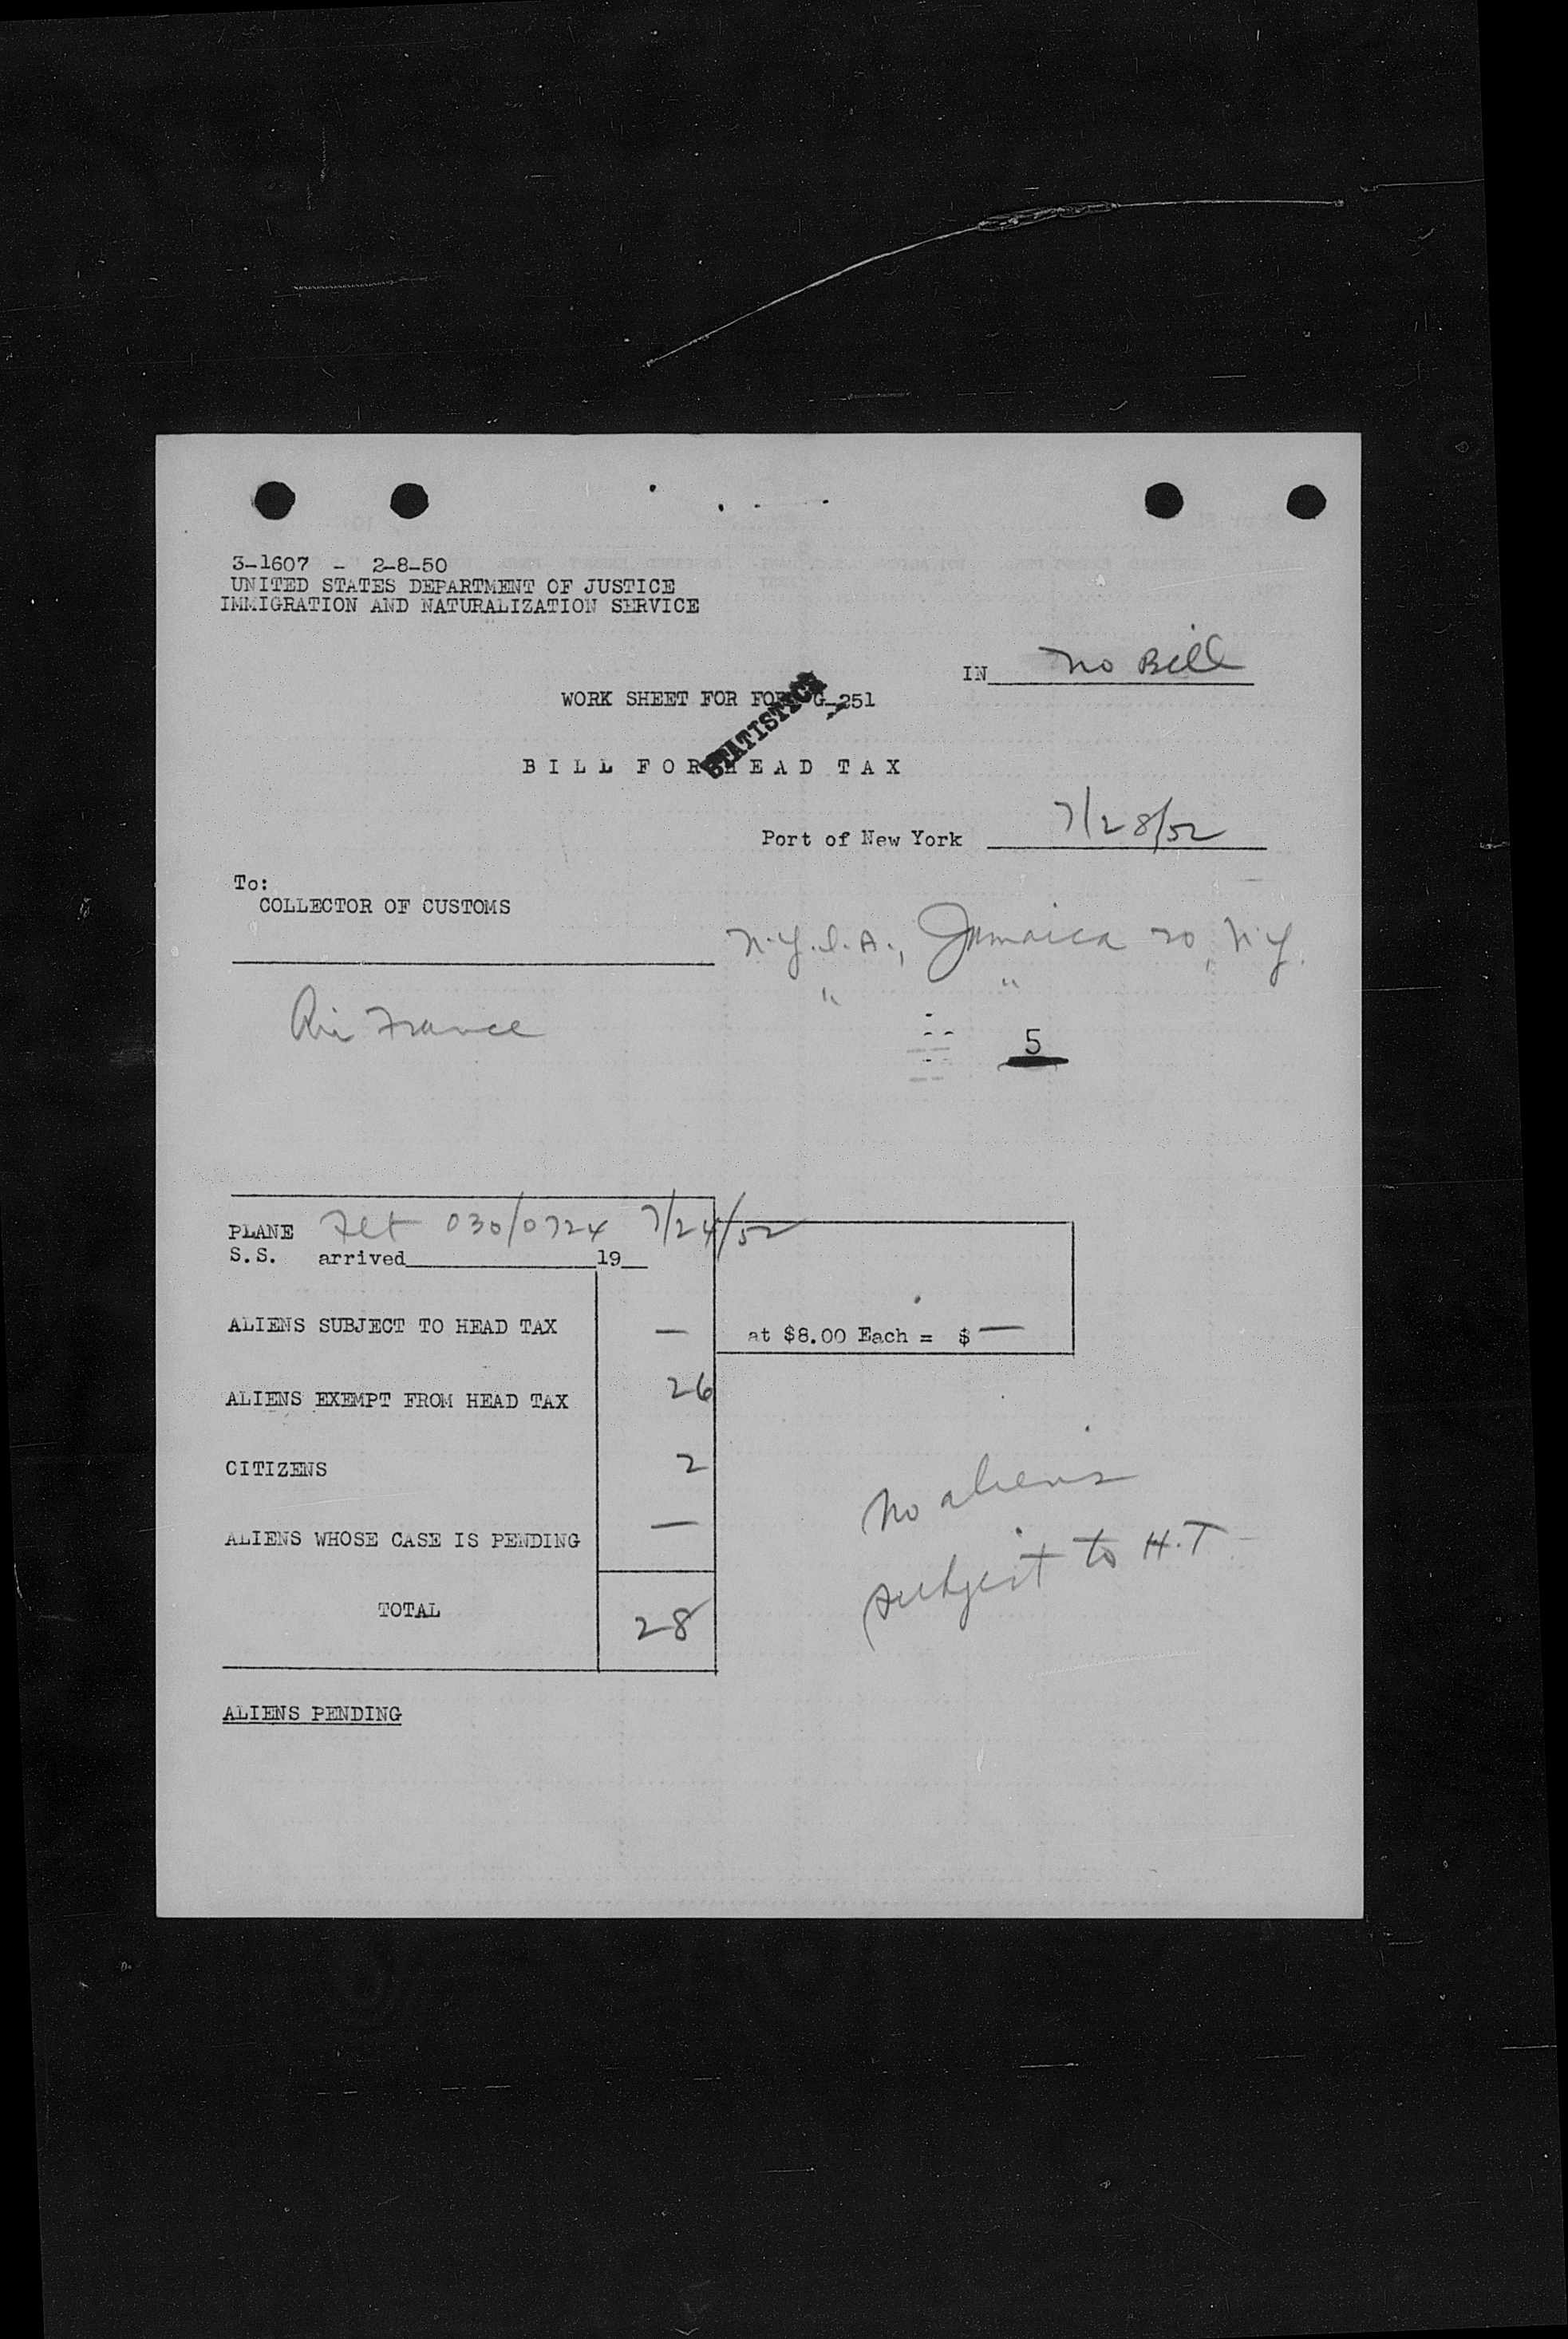 3-1607 - 2-8-50
UNITED STATES DEPARTMENT OF JUSTICE
IMMIGRATION AND NATURALIZATION SERVICE
IN No Bill
WORK SHEET FOR FORM G-251
STATISTICS
BILL FOR HEAD TAX
Port of New York 7/28/52
To:
COLLECTOR OF CUSTOMS
N.Y.I.A., Jamaica 20, N.Y.
" "
Air France
5
PLANE Flt 030/0724 7/24/52
S.S. arrived 19
ALIENS SUBJECT TO HEAD TAX — at $8.00 Each = $ —
ALIENS EXEMPT FROM HEAD TAX 26
CITIZENS 2
No aliens
ALIENS WHOSE CASE IS PENDING —
subject to H.T.
TOTAL 28
ALIENS PENDING